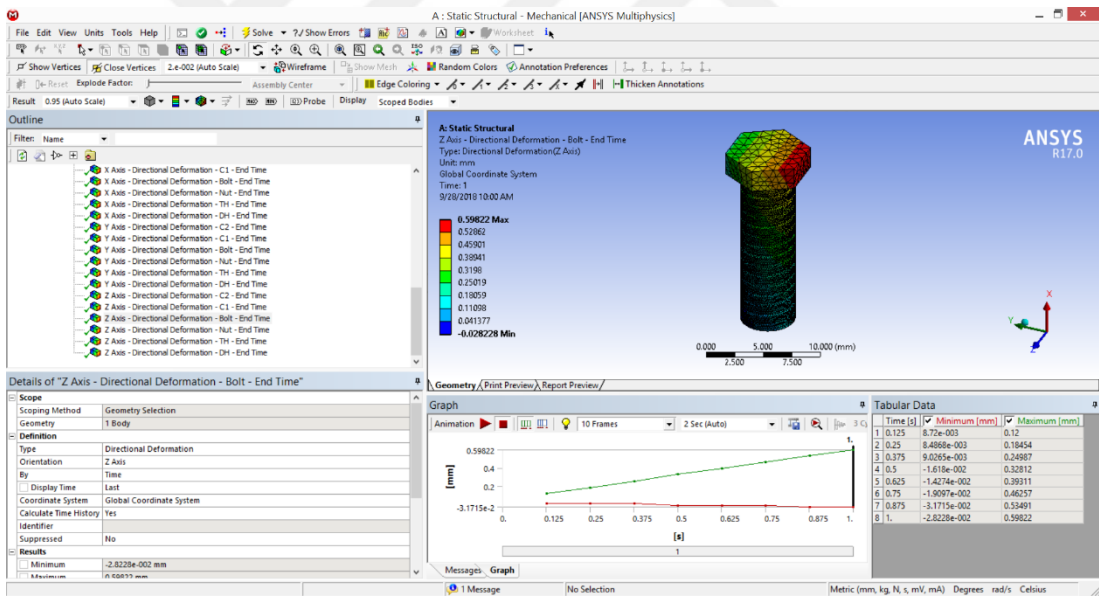 A : Static Structural - Mechanical [ANSYS Multiphysics]
File Edit View Units Tools Help Solve ?/ Show Errors Worksheet
Show Vertices Close Vertices 2.e-002 (Auto Scale) Wireframe Show Mesh Random Colors Annotation Preferences
Reset Explode Factor: Assembly Center Edge Coloring Thicken Annotations
Result 0.95 (Auto Scale) Probe Display Scoped Bodies
Outline
Filter: Name
X Axis - Directional Deformation - C1 - End Time
X Axis - Directional Deformation - Bolt - End Time
X Axis - Directional Deformation - Nut - End Time
X Axis - Directional Deformation - TH - End Time
X Axis - Directional Deformation - DH - End Time
Y Axis - Directional Deformation - C2 - End Time
Y Axis - Directional Deformation - C1 - End Time
Y Axis - Directional Deformation - Bolt - End Time
Y Axis - Directional Deformation - Nut - End Time
Y Axis - Directional Deformation - TH - End Time
Y Axis - Directional Deformation - DH - End Time
Z Axis - Directional Deformation - C2 - End Time
Z Axis - Directional Deformation - C1 - End Time
Z Axis - Directional Deformation - Bolt - End Time
Z Axis - Directional Deformation - Nut - End Time
Z Axis - Directional Deformation - TH - End Time
Z Axis - Directional Deformation - DH - End Time
A: Static Structural
Z Axis - Directional Deformation - Bolt - End Time
Type: Directional Deformation(Z Axis)
Unit: mm
Global Coordinate System
Time: 1
9/28/2018 10:00 AM
0.59822 Max
0.52862
0.45901
0.38941
0.3198
0.25019
0.18059
0.11098
0.041377
-0.028228 Min
ANSYS
R17.0
X
Y
Z
0.000 5.000 10.000 (mm)
2.500 7.500
Geometry Print Preview Report Preview
Details of "Z Axis - Directional Deformation - Bolt - End Time"
Scope
Scoping Method Geometry Selection
Geometry 1 Body
Definition
Type Directional Deformation
Orientation Z Axis
By Time
Display Time Last
Coordinate System Global Coordinate System
Calculate Time History Yes
Identifier
Suppressed No
Results
Minimum -2.8228e-002 mm
Maximum 0.59822 mm
Graph
Animation 10 Frames 2 Sec (Auto) 3 Cy
1.
0.59822
0.4
0.2
-3.1715e-2
[mm]
0. 0.125 0.25 0.375 0.5 0.625 0.75 0.875 1.
[s]
1
Messages Graph
Tabular Data
Time [s] Minimum [mm] Maximum [mm]
1 0.125 8.72e-003 0.12
2 0.25 8.4868e-003 0.18454
3 0.375 9.0265e-003 0.24987
4 0.5 -1.618e-002 0.32812
5 0.625 -1.4274e-002 0.39311
6 0.75 -1.9097e-002 0.46257
7 0.875 -3.1715e-002 0.53491
8 1. -2.8228e-002 0.59822
1 Message No Selection Metric (mm, kg, N, s, mV, mA) Degrees rad/s Celsius